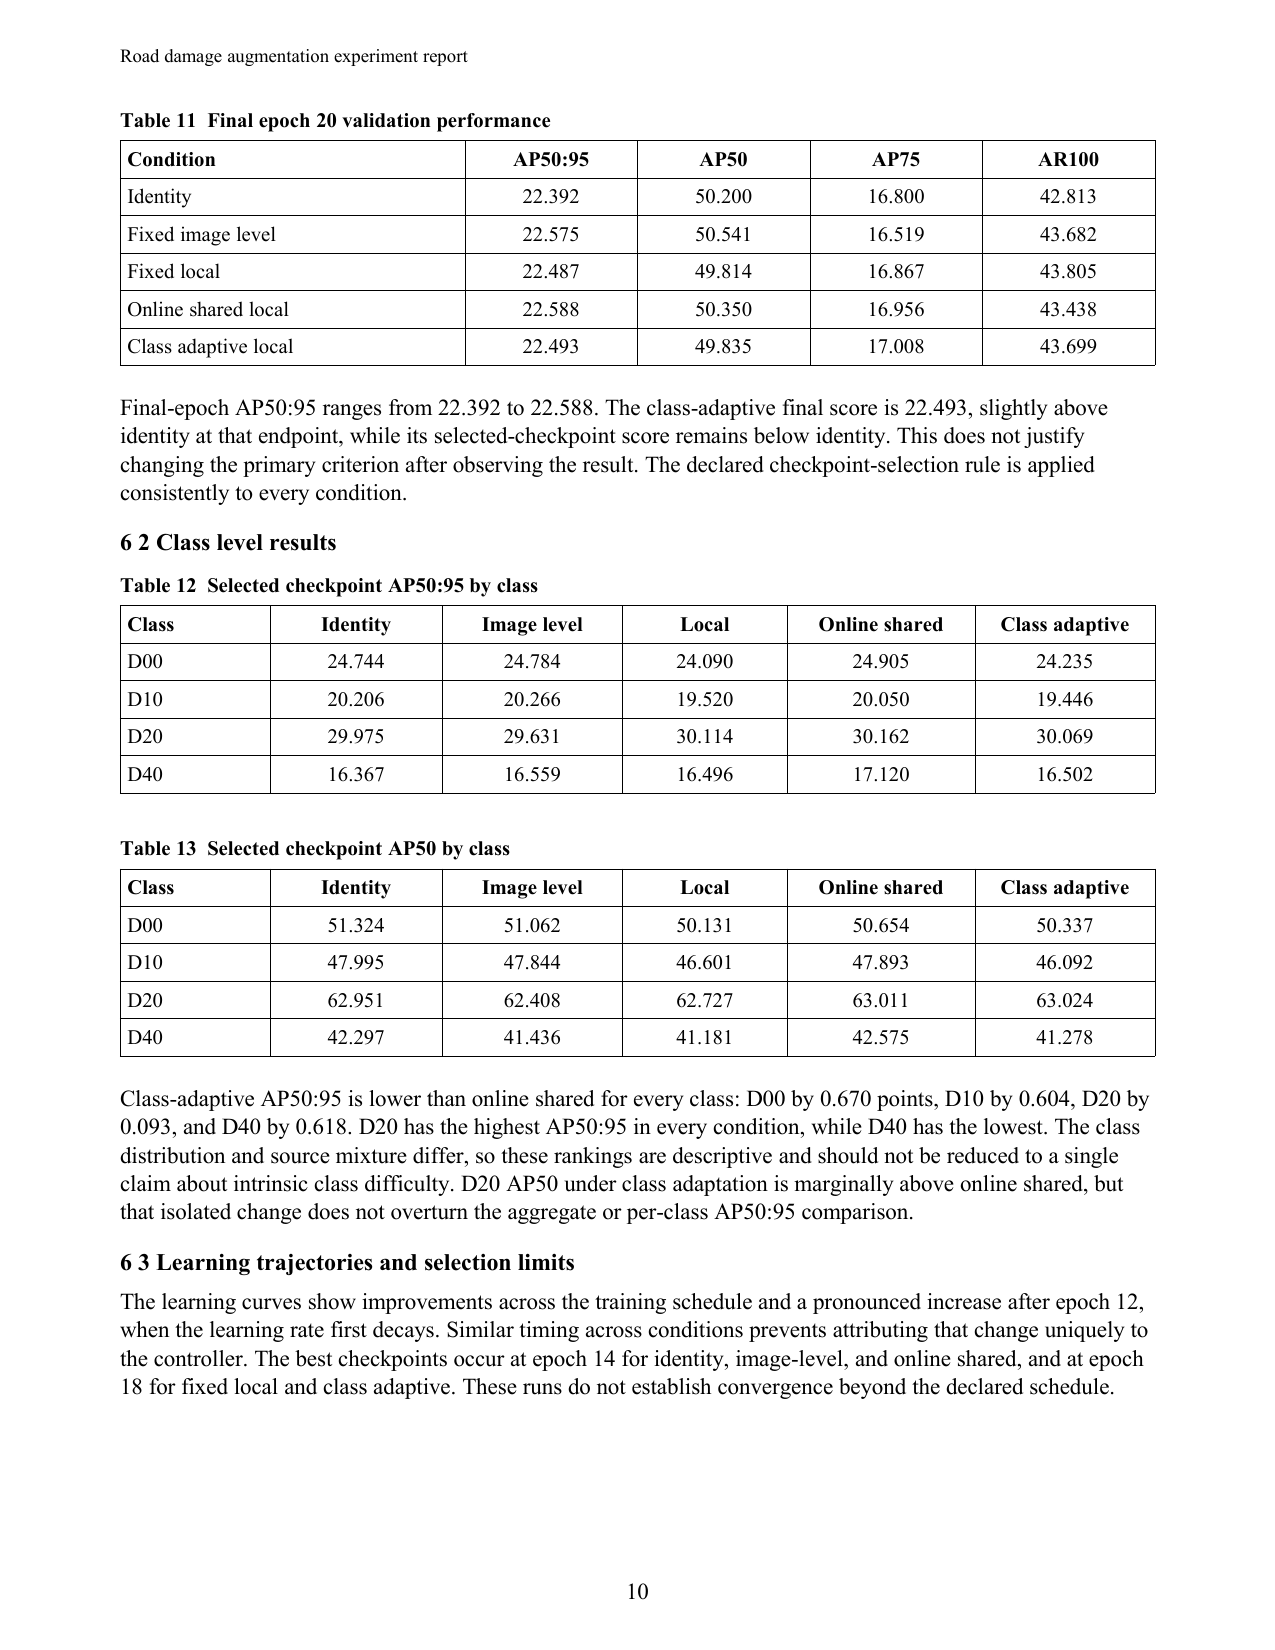 Road damage augmentation experiment report
Table 11 Final epoch 20 validation performance
Condition AP50:95 AP50 AP75 AR100
Identity 22.392 50.200 16.800 42.813
Fixed image level 22.575 50.541 16.519 43.682
Fixed local 22.487 49.814 16.867 43.805
Online shared local 22.588 50.350 16.956 43.438
Class adaptive local 22.493 49.835 17.008 43.699
Final-epoch AP50:95 ranges from 22.392 to 22.588. The class-adaptive final score is 22.493, slightly above
identity at that endpoint, while its selected-checkpoint score remains below identity. This does not justify
changing the primary criterion after observing the result. The declared checkpoint-selection rule is applied
consistently to every condition.
6 2 Class level results
Table 12 Selected checkpoint AP50:95 by class
Class Identity Image level Local Online shared Class adaptive
D00 24.744 24.784 24.090 24.905 24.235
D10 20.206 20.266 19.520 20.050 19.446
D20 29.975 29.631 30.114 30.162 30.069
D40 16.367 16.559 16.496 17.120 16.502
Table 13 Selected checkpoint AP50 by class
Class Identity Image level Local Online shared Class adaptive
D00 51.324 51.062 50.131 50.654 50.337
D10 47.995 47.844 46.601 47.893 46.092
D20 62.951 62.408 62.727 63.011 63.024
D40 42.297 41.436 41.181 42.575 41.278
Class-adaptive AP50:95 is lower than online shared for every class: D00 by 0.670 points, D10 by 0.604, D20 by
0.093, and D40 by 0.618. D20 has the highest AP50:95 in every condition, while D40 has the lowest. The class
distribution and source mixture differ, so these rankings are descriptive and should not be reduced to a single
claim about intrinsic class difficulty. D20 AP50 under class adaptation is marginally above online shared, but
that isolated change does not overturn the aggregate or per-class AP50:95 comparison.
6 3 Learning trajectories and selection limits
The learning curves show improvements across the training schedule and a pronounced increase after epoch 12,
when the learning rate first decays. Similar timing across conditions prevents attributing that change uniquely to
the controller. The best checkpoints occur at epoch 14 for identity, image-level, and online shared, and at epoch
18 for fixed local and class adaptive. These runs do not establish convergence beyond the declared schedule.
10